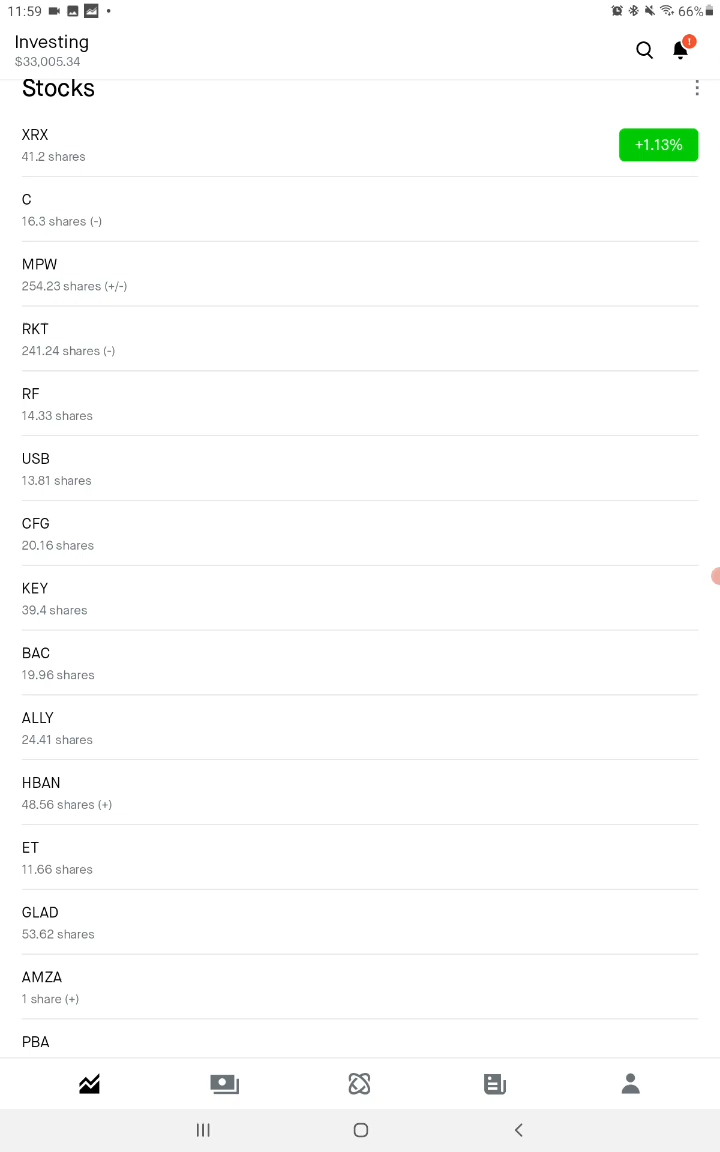 11:59
66%
Investing
$33,005.34
!
Stocks
XRX
41.2 shares
+1.13%
C
16.3 shares (-)
MPW
254.23 shares (+/-)
RKT
241.24 shares (-)
RF
14.33 shares
USB
13.81 shares
CFG
20.16 shares
KEY
39.4 shares
BAC
19.96 shares
ALLY
24.41 shares
HBAN
48.56 shares (+)
ET
11.66 shares
GLAD
53.62 shares
AMZA
1 share (+)
PBA